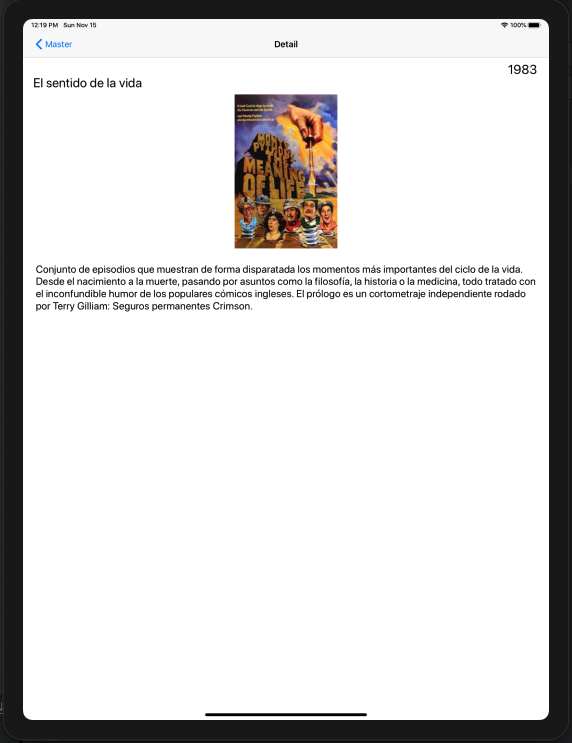 12:19 PM Sun Nov 15
100%
Master
Detail
1983
El sentido de la vida
MONTY
PYTHON'S
THE
MEANING
OF LIFE
Conjunto de episodios que muestran de forma disparatada los momentos más importantes del ciclo de la vida.
Desde el nacimiento a la muerte, pasando por asuntos como la filosofía, la historia o la medicina, todo tratado con
el inconfundible humor de los populares cómicos ingleses. El prólogo es un cortometraje independiente rodado
por Terry Gilliam: Seguros permanentes Crimson.